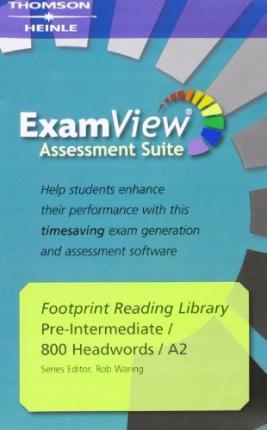 THOMSON
HEINLE
ExamView®
Assessment Suite
Help students enhance
their performance with this
timesaving exam generation
and assessment software
Footprint Reading Library
Pre-Intermediate /
800 Headwords / A2
Series Editor, Rob Waring